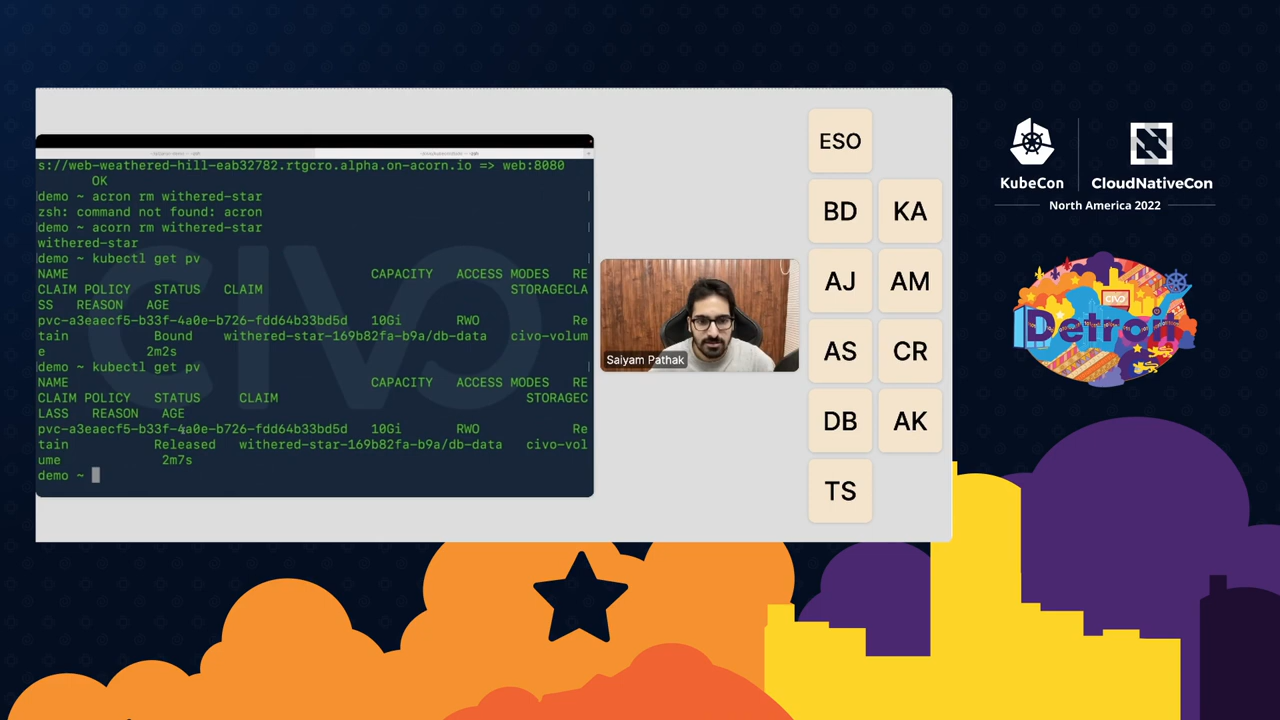 s://web-weathered-hill-eab32782.rtgcro.alpha.on-acorn.io => web:8080
OK
demo ~ acron rm withered-star
zsh: command not found: acron
demo ~ acorn rm withered-star
withered-star
demo ~ kubectl get pv
NAME CAPACITY ACCESS MODES RE
CLAIM POLICY STATUS CLAIM STORAGECLA
SS REASON AGE
pvc-a3eaecf5-b33f-4a0e-b726-fdd64b33bd5d 10Gi RWO Re
tain Bound withered-star-169b82fa-b9a/db-data civo-volum
e 2m2s
demo ~ kubectl get pv
NAME CAPACITY ACCESS MODES RE
CLAIM POLICY STATUS CLAIM STORAGEC
LASS REASON AGE
pvc-a3eaecf5-b33f-4a0e-b726-fdd64b33bd5d 10Gi RWO Re
tain Released withered-star-169b82fa-b9a/db-data civo-vol
ume 2m7s
demo ~
CIVO
Saiyam Pathak
ESO
BD KA
AJ AM
AS CR
DB AK
TS
KubeCon CloudNativeCon
North America 2022
CIVO
Detroit